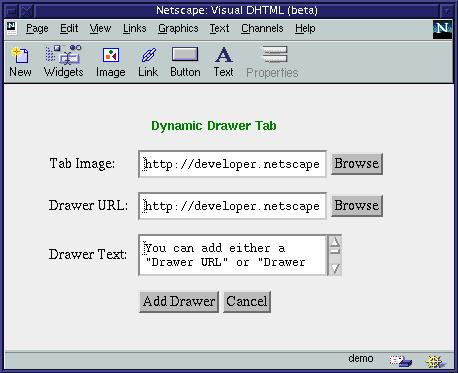 Netscape: Visual DHTML (beta)
Page Edit View Links Graphics Text Channels Help
N
New Widgets Image Link Button Text Properties
Dynamic Drawer Tab
Tab Image: http://developer.netscape Browse
Drawer URL: http://developer.netscape Browse
Drawer Text: You can add either a
"Drawer URL" or "Drawer
Add Drawer Cancel
demo